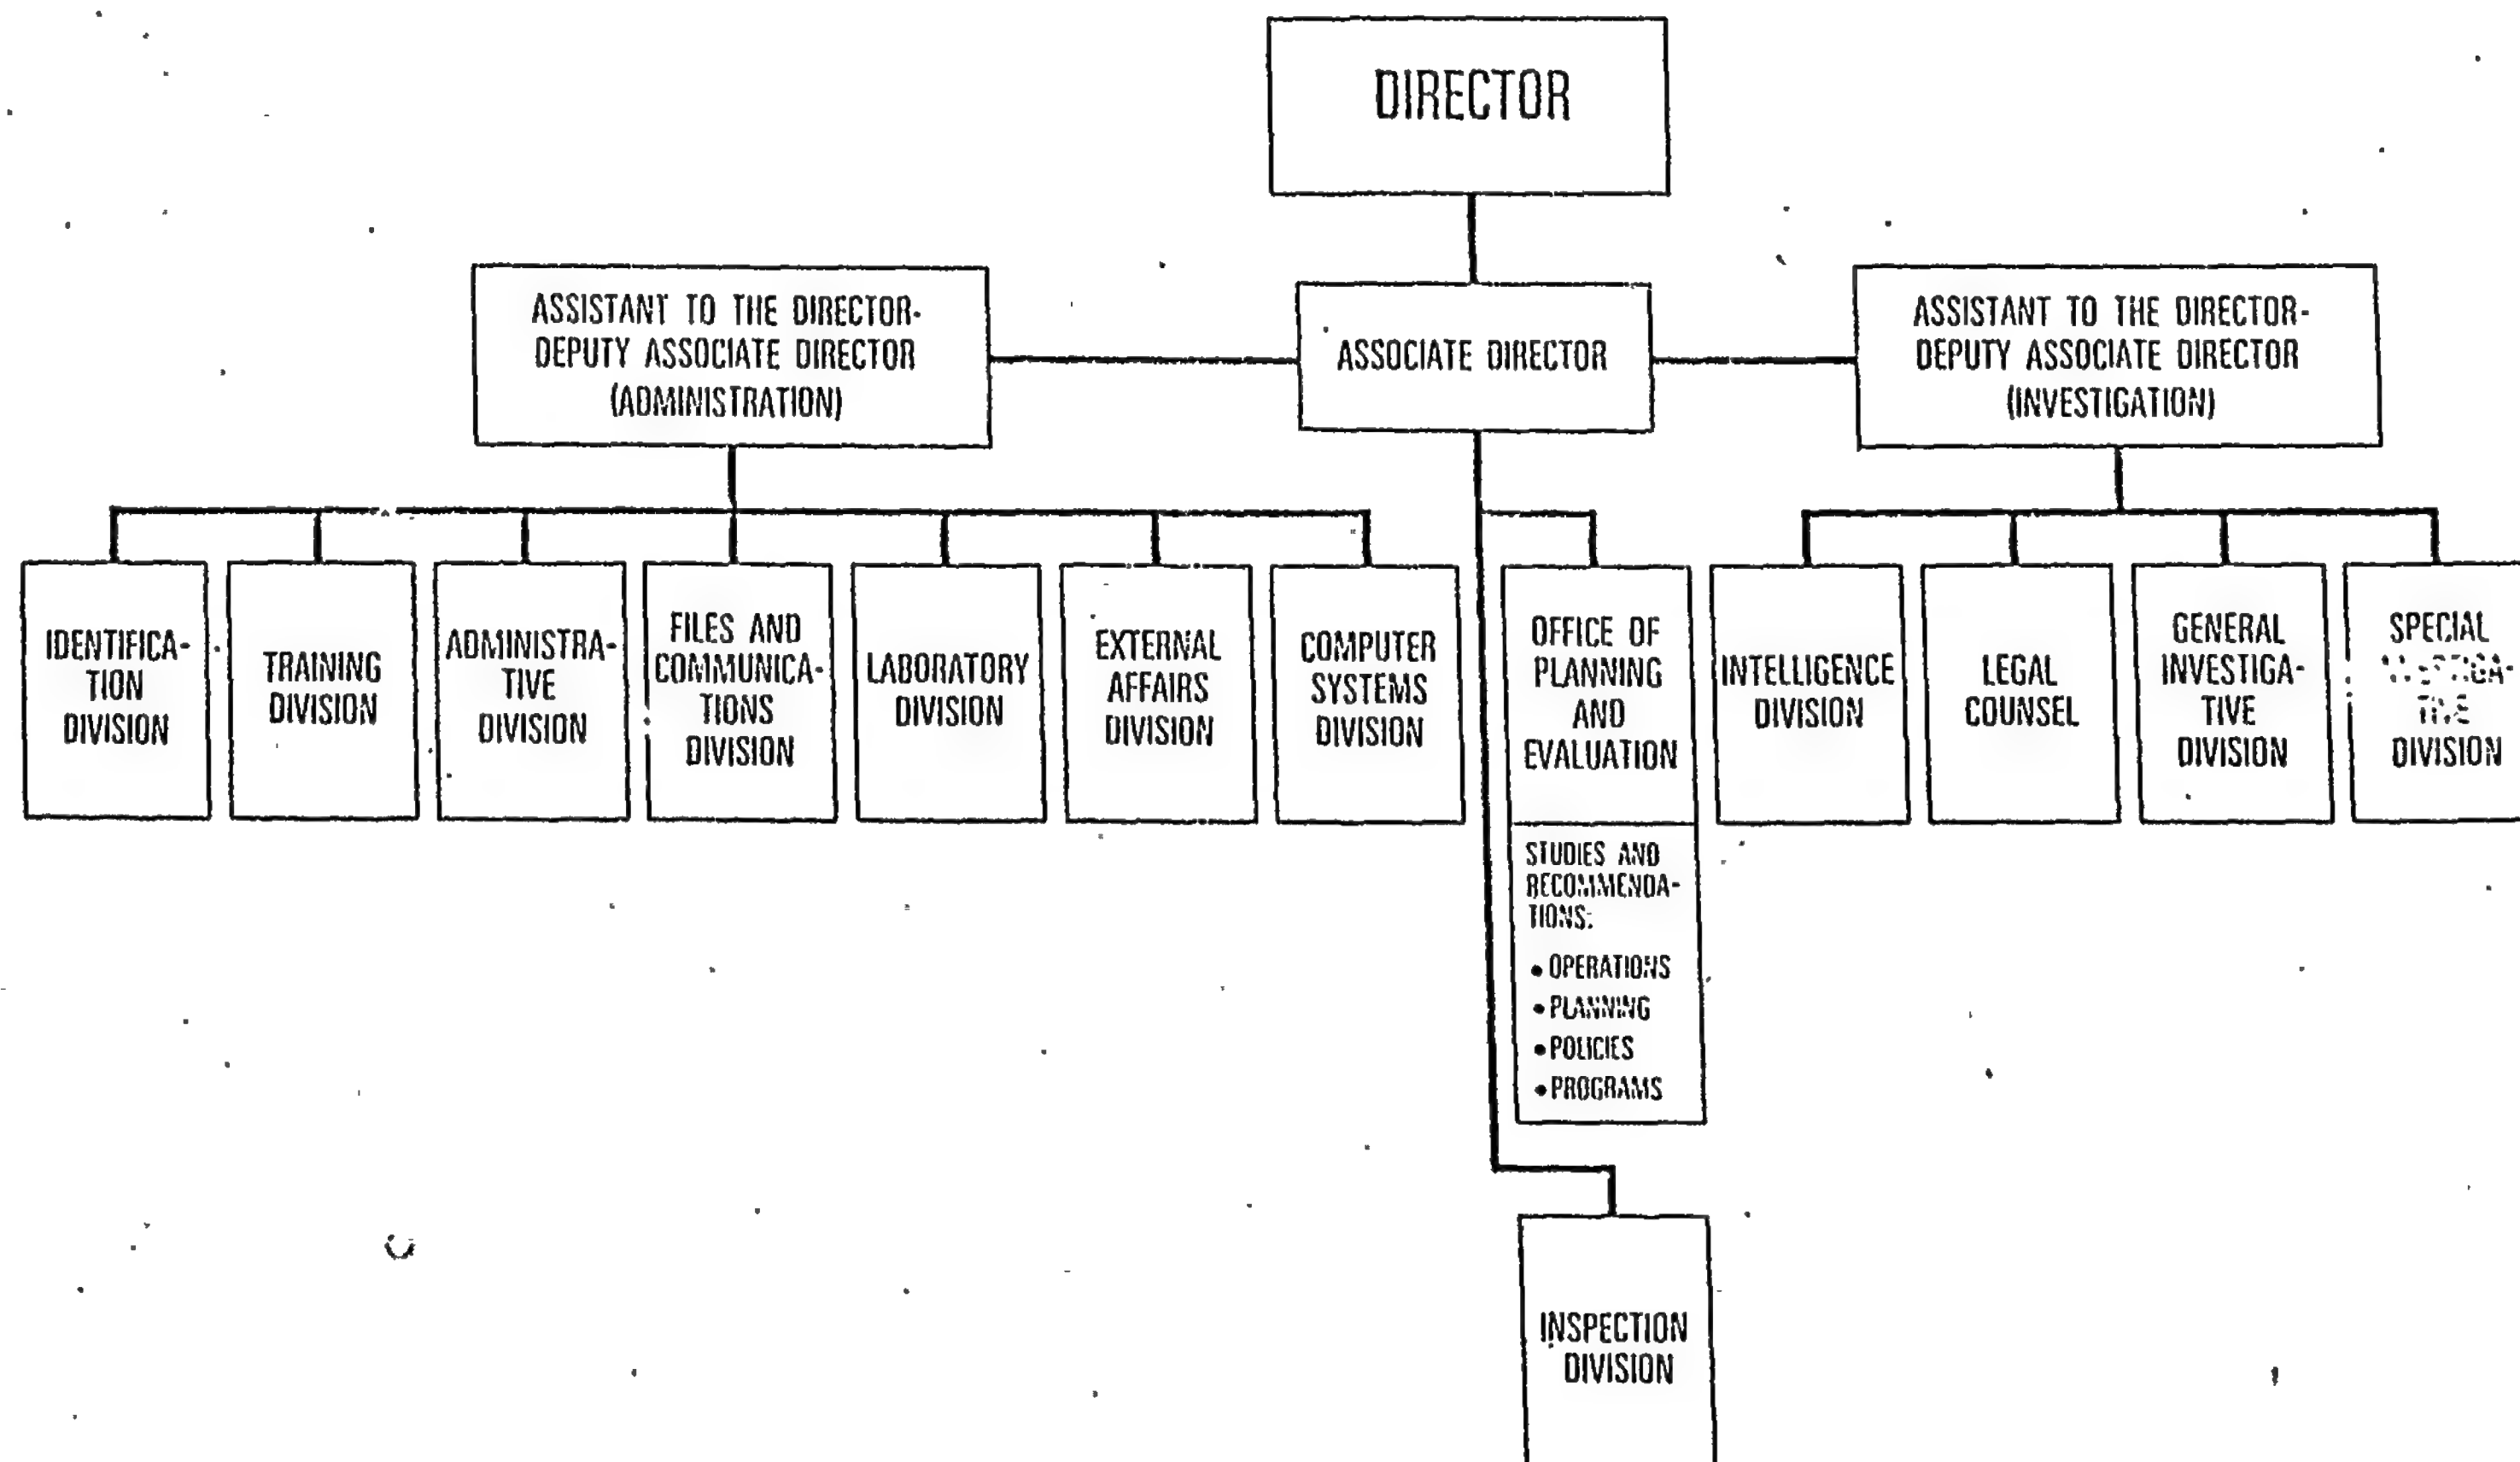 DIRECTOR
ASSISTANT TO THE DIRECTOR-
DEPUTY ASSOCIATE DIRECTOR
(ADMINISTRATION)
ASSOCIATE DIRECTOR
ASSISTANT TO THE DIRECTOR-
DEPUTY ASSOCIATE DIRECTOR
(INVESTIGATION)
IDENTIFICA-
TION
DIVISION
TRAINING
DIVISION
ADMINISTRA-
TIVE
DIVISION
FILES AND
COMMUNICA-
TIONS
DIVISION
LABORATORY
DIVISION
EXTERNAL
AFFAIRS
DIVISION
COMPUTER
SYSTEMS
DIVISION
OFFICE OF
PLANNING
AND
EVALUATION
STUDIES AND
RECOMMENDA-
TIONS:
• OPERATIONS
• PLANNING
• POLICIES
• PROGRAMS
INTELLIGENCE
DIVISION
LEGAL
COUNSEL
GENERAL
INVESTIGA-
TIVE
DIVISION
SPECIAL
TIVE
DIVISION
INSPECTION
DIVISION